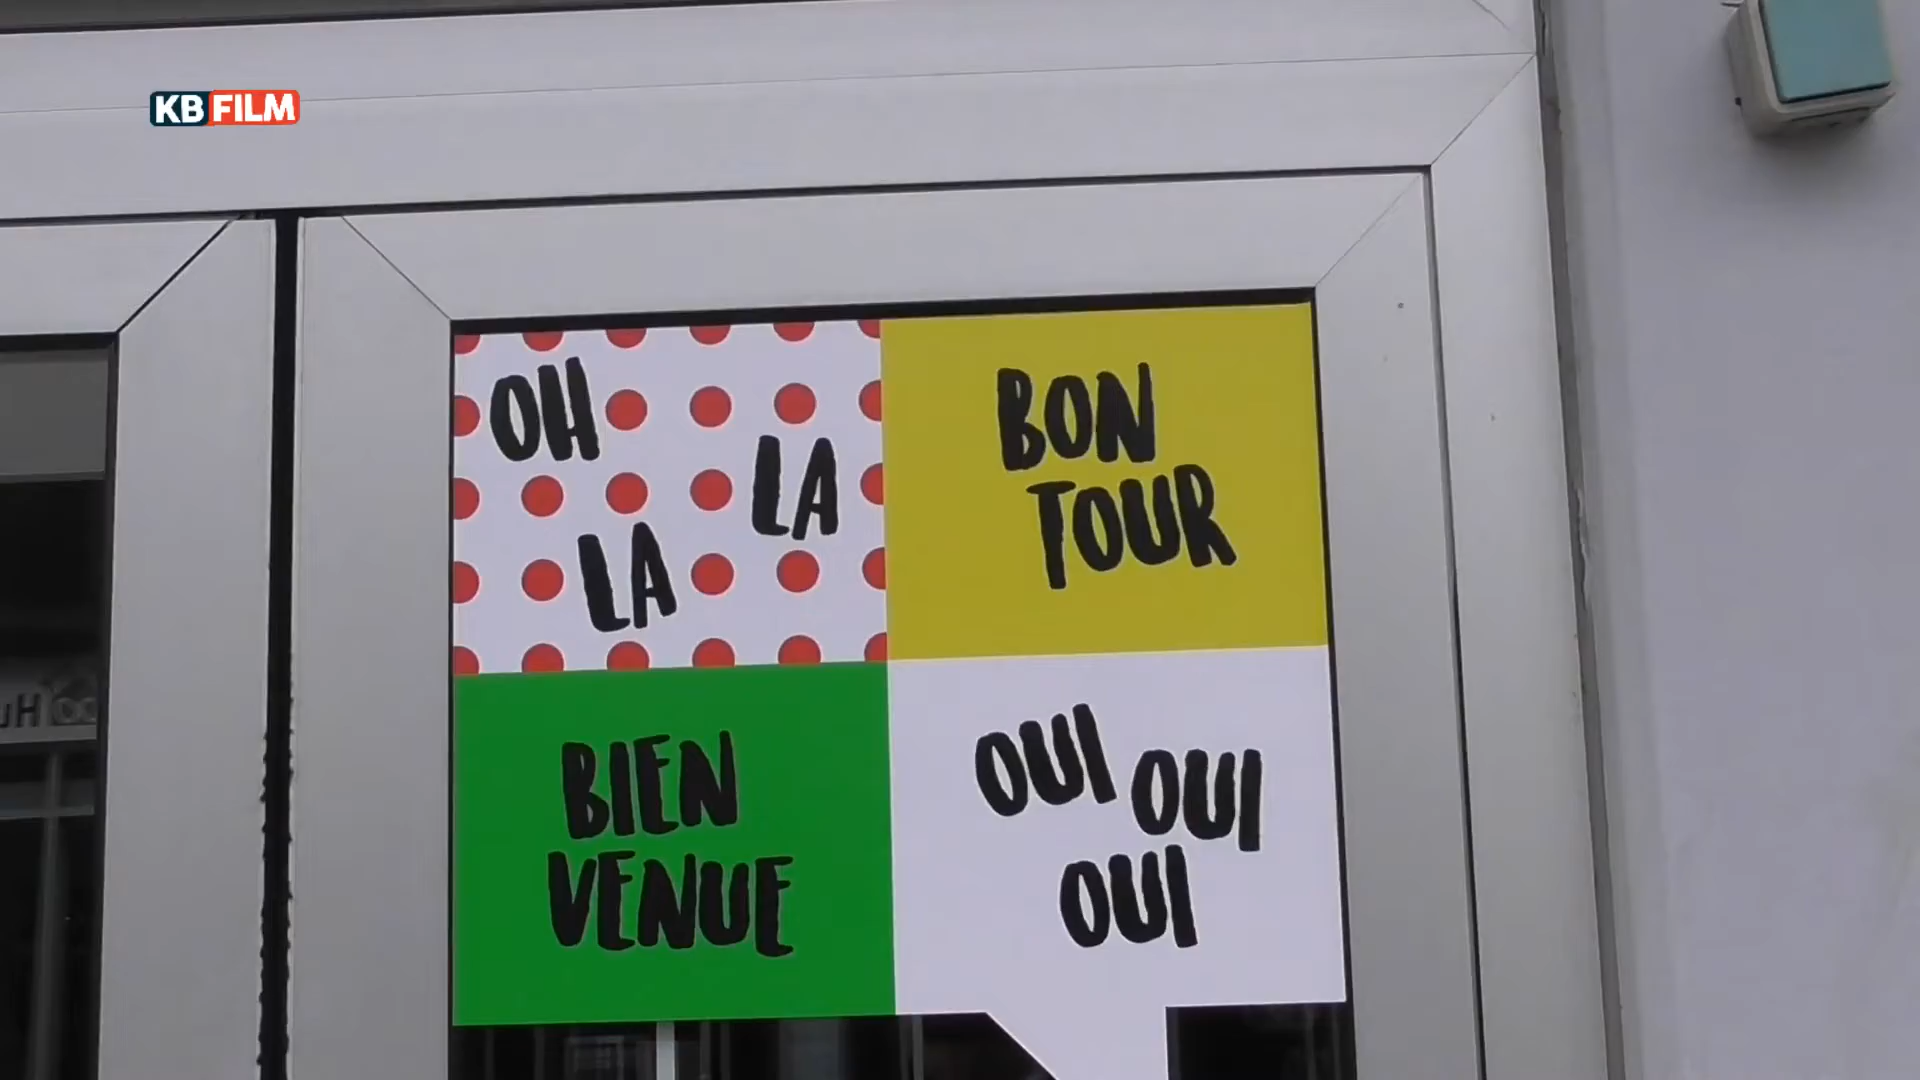 KB FILM
OH
LA
LA
BON
TOUR
BIEN
VENUE
OUI
OUI
OUI